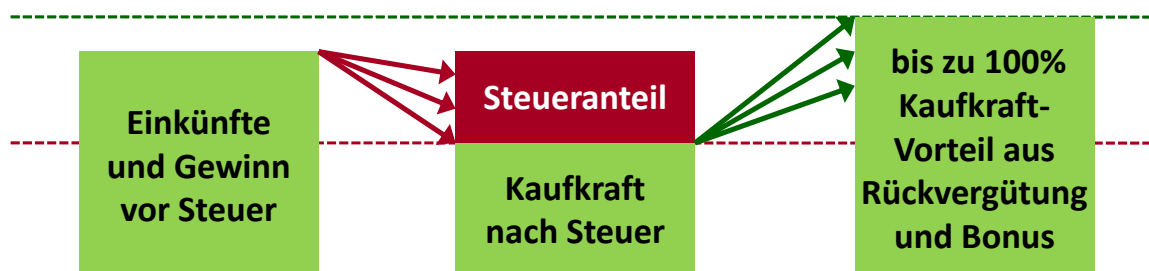 Einkünfte
und Gewinn
vor Steuer
Steueranteil
Kaufkraft
nach Steuer
bis zu 100%
Kaufkraft-
Vorteil aus
Rückvergütung
und Bonus